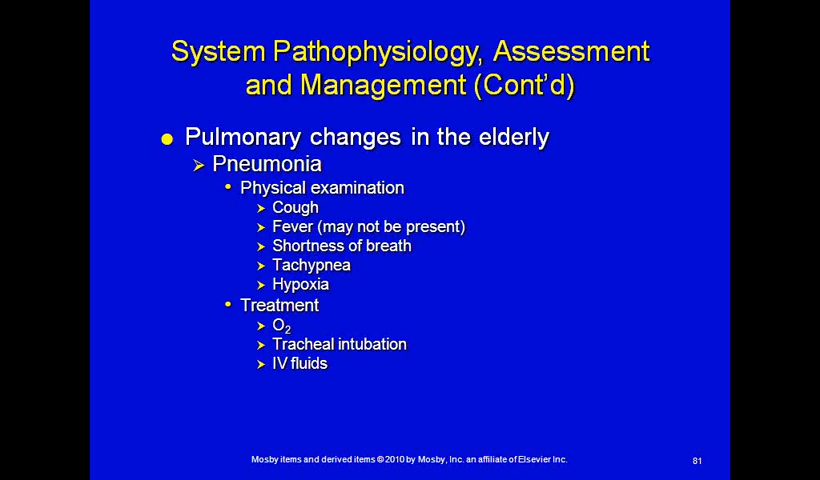 System Pathophysiology, Assessment
and Management (Cont'd)
Pulmonary changes in the elderly
Pneumonia
Physical examination
Cough
Fever (may not be present)
Shortness of breath
Tachypnea
Hypoxia
Treatment
O2
Tracheal intubation
IV fluids
Mosby items and derived items © 2010 by Mosby, Inc. an affiliate of Elsevier Inc.
81